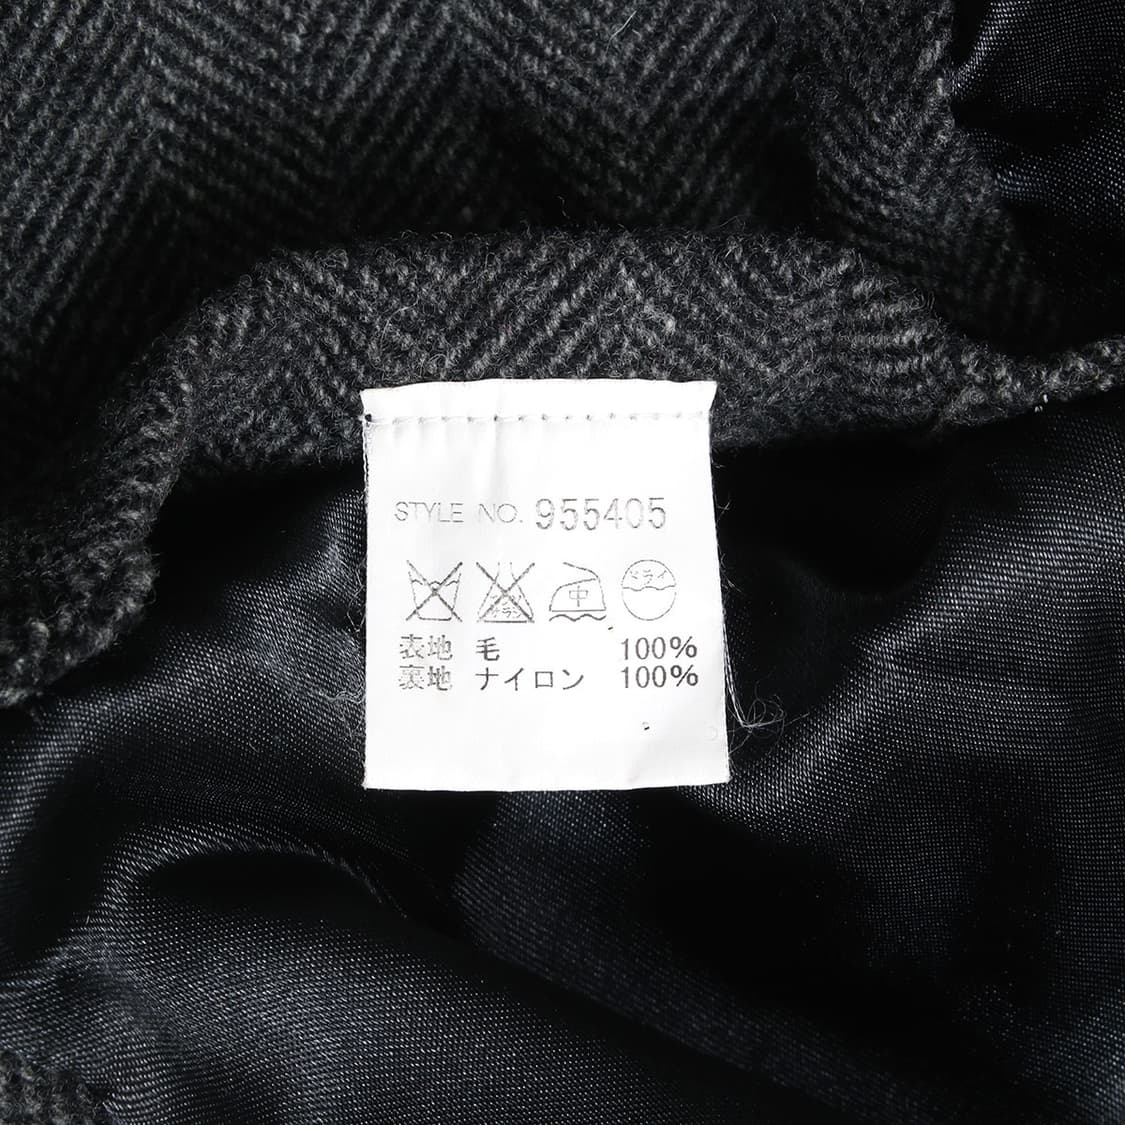 STYLE NO. 955405
中 ドライ
表地 毛 100%
裏地 ナイロン 100%